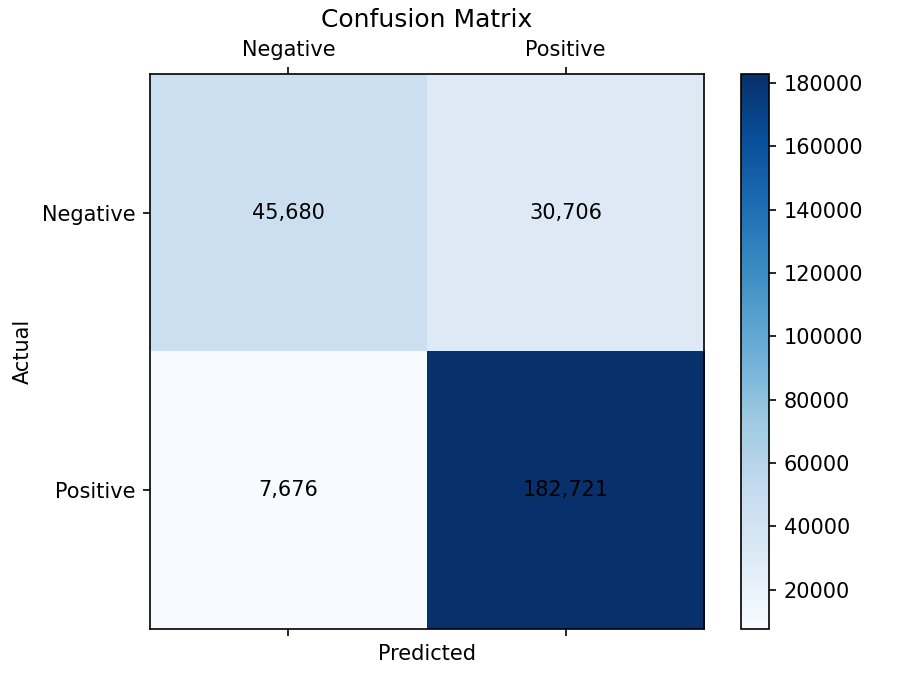 Confusion Matrix
Negative Positive
Negative 45,680 30,706
Actual
Positive 7,676 182,721
Predicted
180000
160000
140000
120000
100000
80000
60000
40000
20000